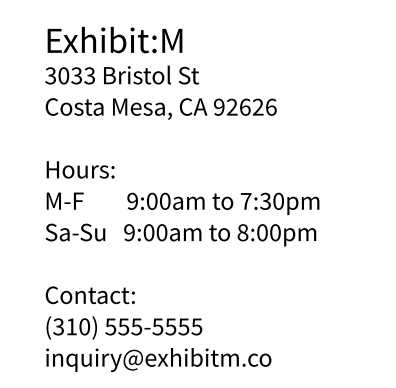 Exhibit:M
3033 Bristol St
Costa Mesa, CA 92626
Hours:
M-F 9:00am to 7:30pm
Sa-Su 9:00am to 8:00pm
Contact:
(310) 555-5555
inquiry@exhibitm.co